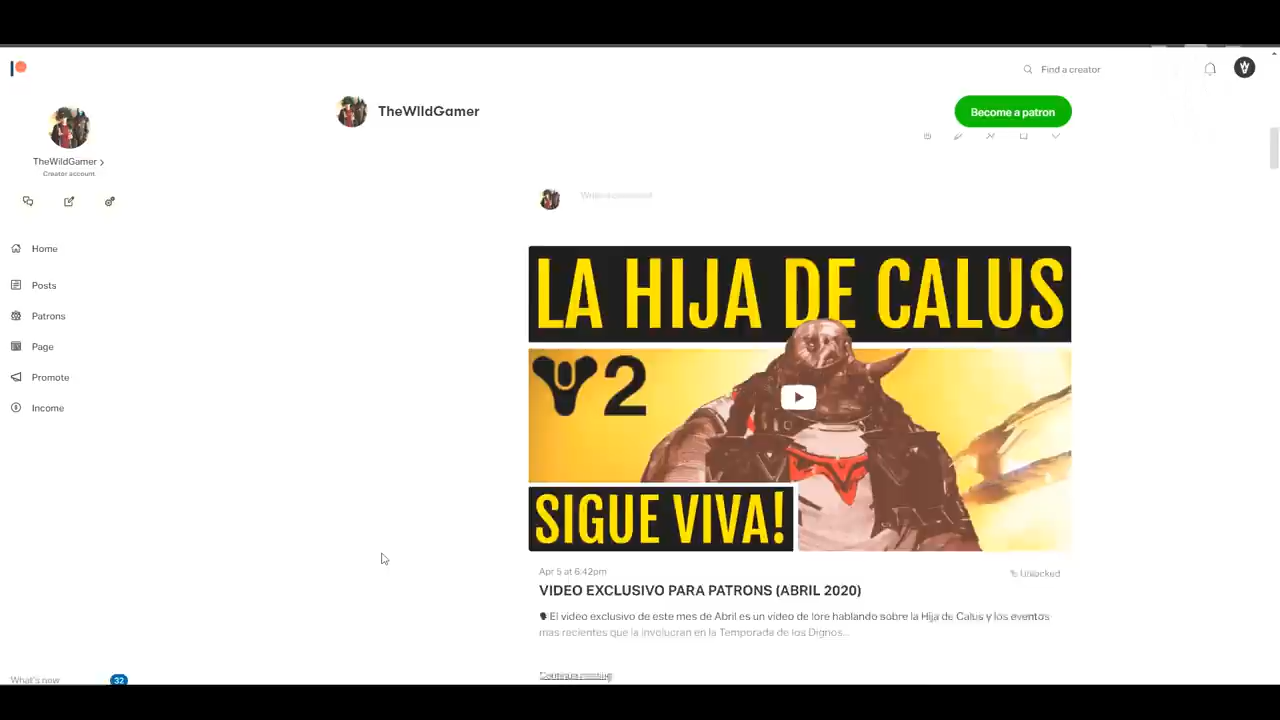 Find a creator
TheWIldGamer
Become a patron
TheWildGamer
Creator account
Home
Posts
Patrons
Page
Promote
Income
What's new
32
LA HIJA DE CALUS
2
SIGUE VIVA!
Apr 5 at 6:42pm
Unlocked
VIDEO EXCLUSIVO PARA PATRONS (ABRIL 2020)
El video exclusivo de este mes de Abril es un video de lore hablando sobre la Hija de Calus y los eventos
mas recientes que la involucran en la Temporada de los Dignos...
Continue reading